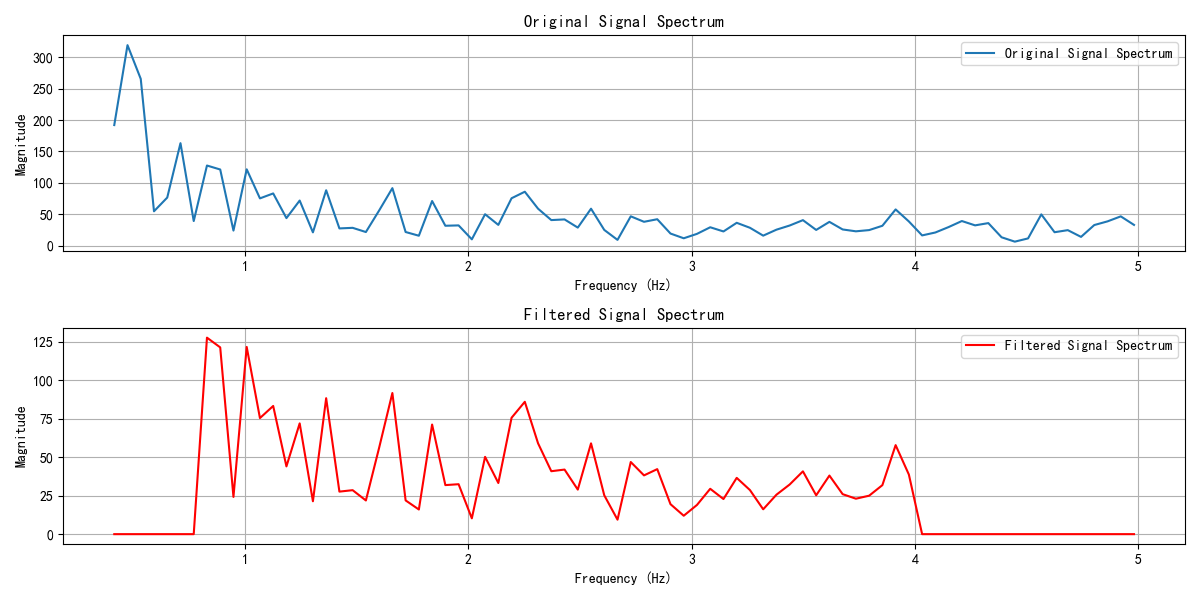 Original Signal Spectrum
Original Signal Spectrum
Magnitude
300
250
200
150
100
50
0
1
2
3
4
5
Frequency (Hz)
Filtered Signal Spectrum
Filtered Signal Spectrum
Magnitude
125
100
75
50
25
0
1
2
3
4
5
Frequency (Hz)